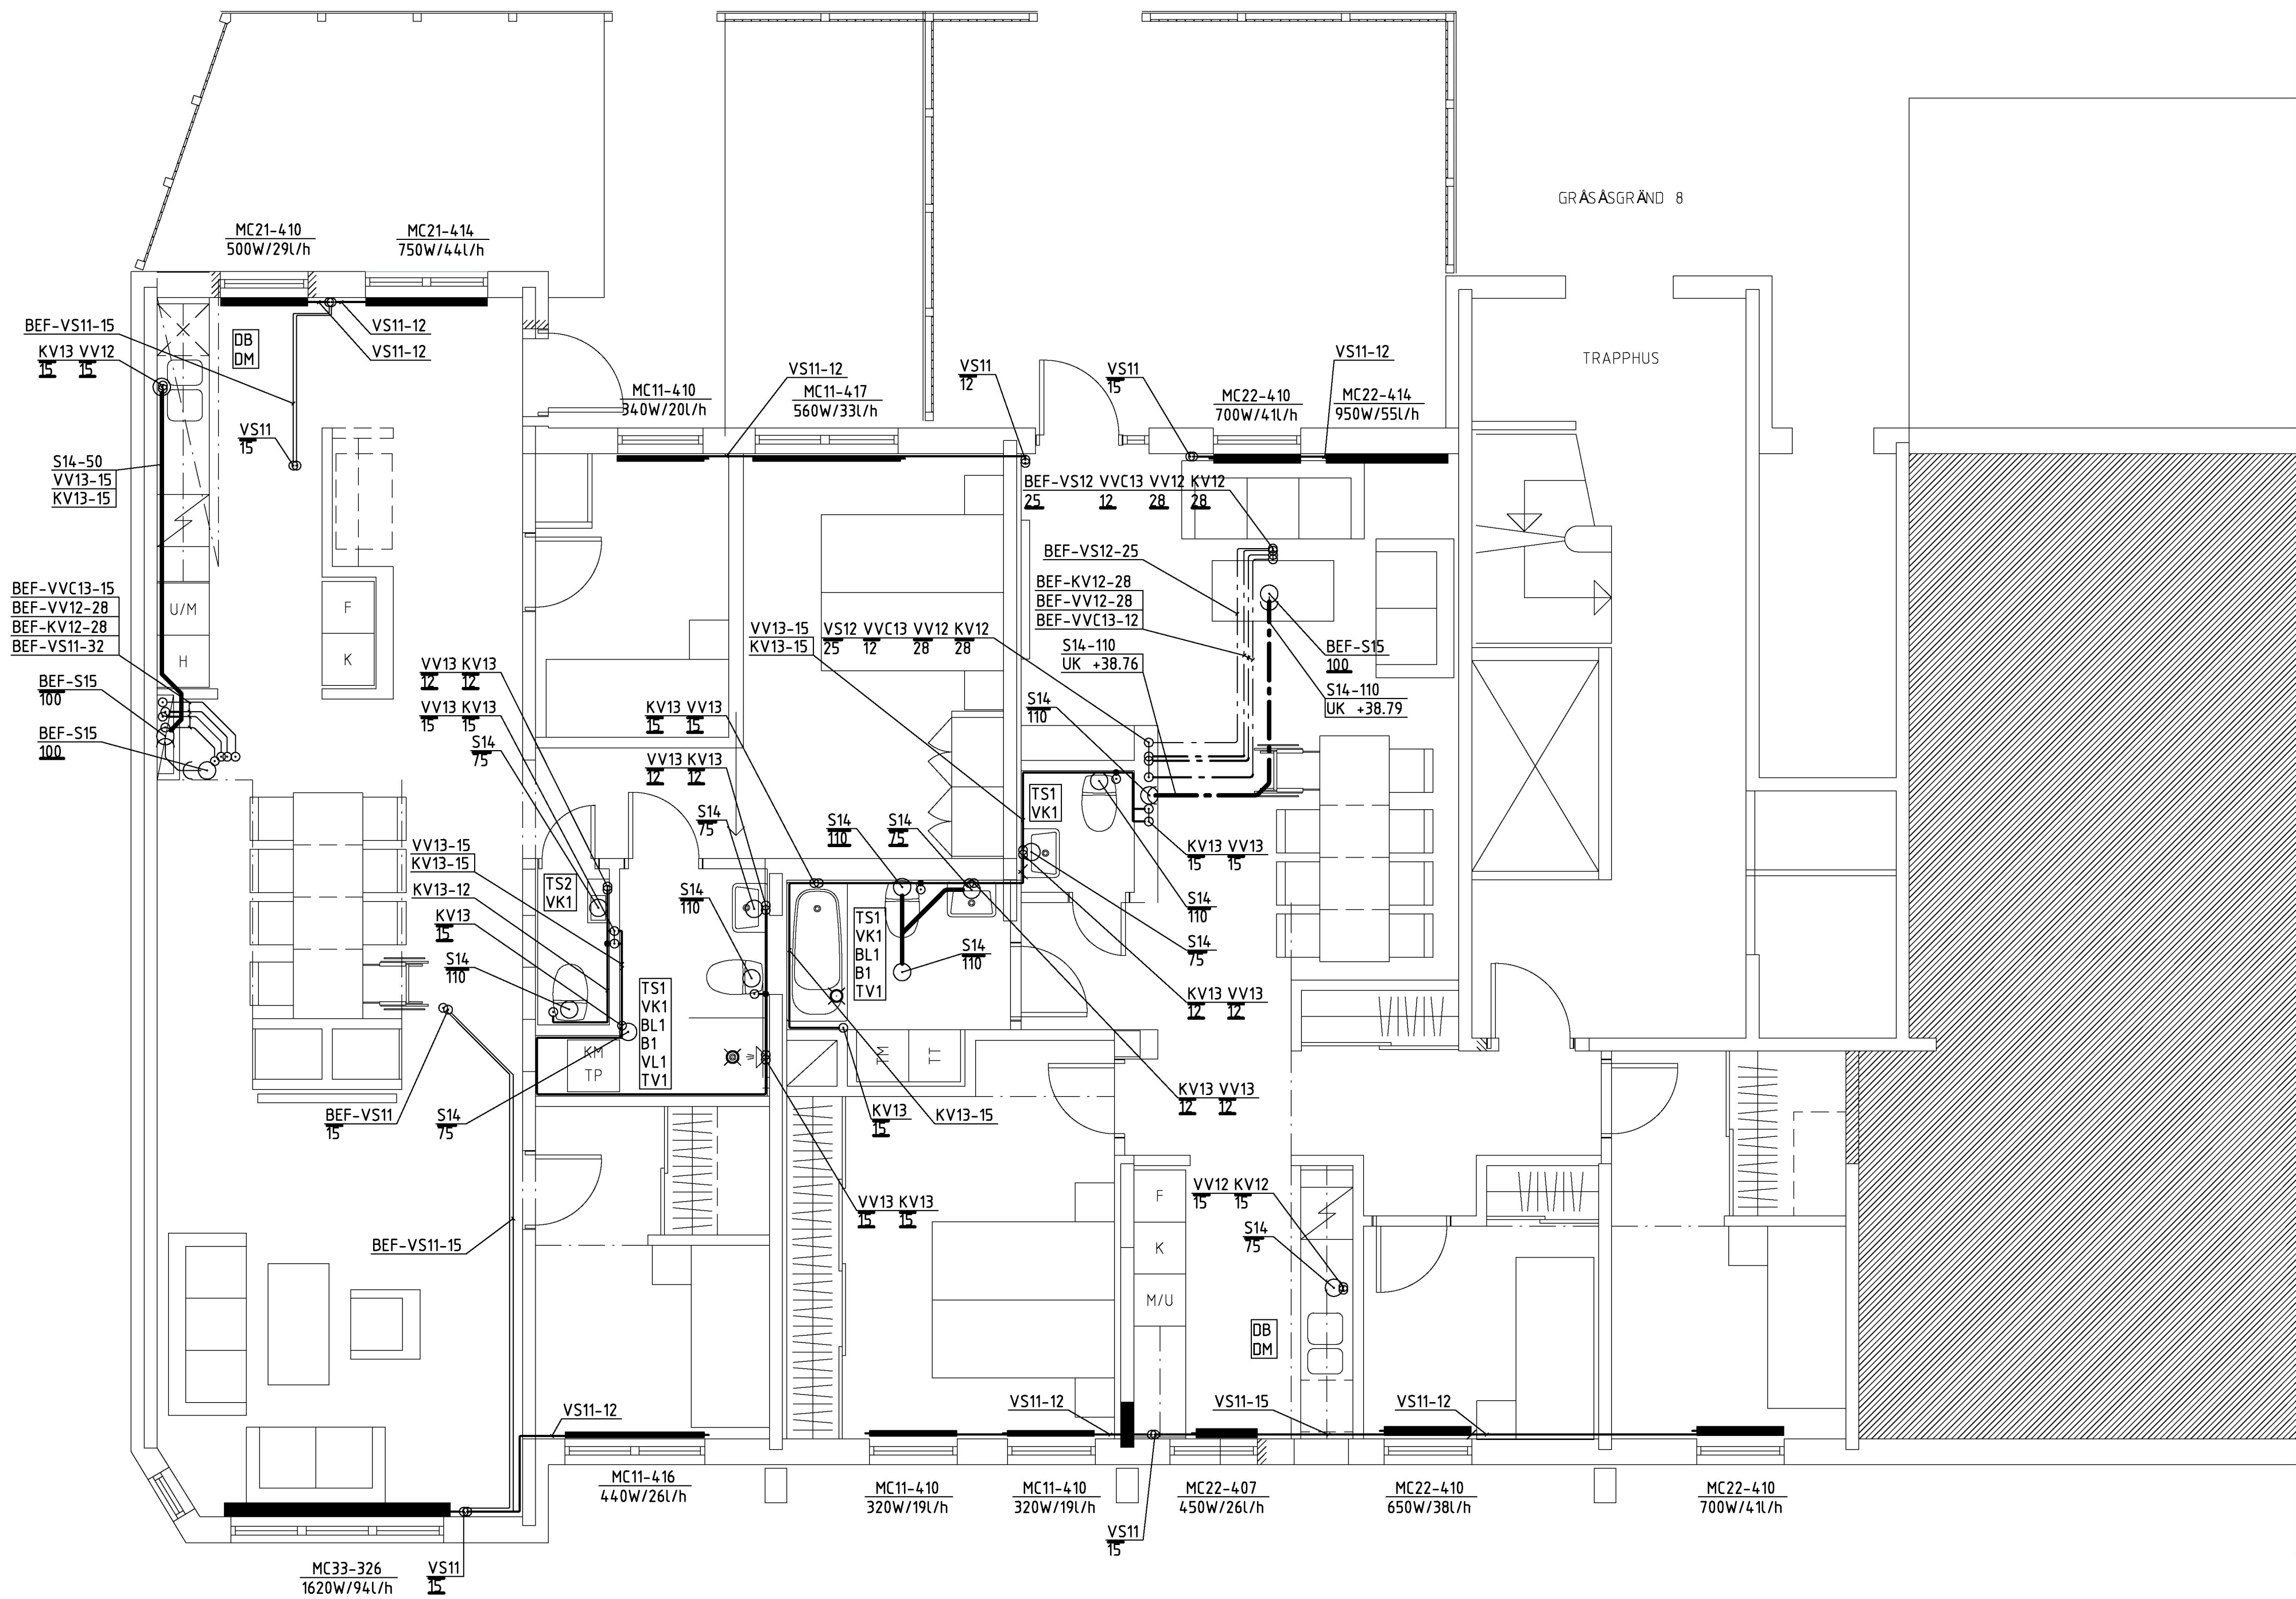 GRÅSÅSGRÄND 8
MC21-410
500W/29l/h
MC21-414
750W/44l/h
BEF-VS11-15
KV13 VV12
15 15
DB
DM
VS11-12
VS11-12
TRAPPHUS
VS11-12
VS11
12
VS11
15
VS11-12
MC11-410
340W/20l/h
MC11-417
560W/33l/h
MC22-410
700W/41l/h
MC22-414
950W/55l/h
VS11
15
S14-50
VV13-15
KV13-15
BEF-VS12 VVC13 VV12 KV12
25 12 28 28
BEF-VS12-25
BEF-KV12-28
BEF-VV12-28
BEF-VVC13-12
BEF-VVC13-15
BEF-VV12-28
BEF-KV12-28
BEF-VS11-32
U/M
H
F
K
VV13-15
KV13-15
VS12 VVC13 VV12 KV12
25 12 28 28
S14-110
UK +38.76
BEF-S15
100
S14-110
UK +38.79
BEF-S15
100
BEF-S15
100
VV13 KV13
12 12
VV13 KV13
15 15
S14
75
KV13 VV13
15 15
VV13 KV13
12 12
S14
110
TS1
VK1
S14
75
S14
110
S14
75
KV13 VV13
15 15
VV13-15
KV13-15
KV13-12
KV13
15
S14
110
TS2
VK1
S14
110
TS1
VK1
BL1
B1
TV1
S14
110
S14
110
S14
75
KV13 VV13
12 12
TS1
VK1
BL1
B1
VL1
TV1
KM
TP
TM
TT
BEF-VS11
15
S14
75
KV13
15
KV13-15
KV13 VV13
12 12
VV13 KV13
15 15
F
K
M/U
VV12 KV12
15 15
S14
75
BEF-VS11-15
DB
DM
VS11-12
VS11-12
VS11-15
VS11-12
MC11-416
440W/26l/h
MC11-410
320W/19l/h
MC11-410
320W/19l/h
MC22-407
450W/26l/h
MC22-410
650W/38l/h
MC22-410
700W/41l/h
VS11
15
MC33-326
1620W/94l/h
VS11
15